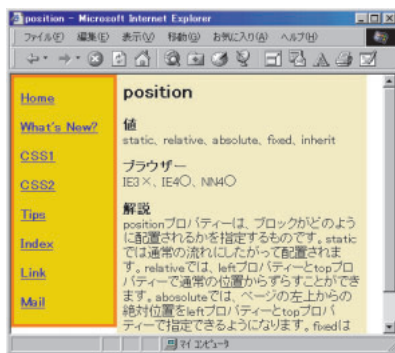 position - Microsoft Internet Explorer
ファイル(F) 編集(E) 表示(V) 移動(G) お気に入り(A) ヘルプ(H)
Home
What's New?
CSS1
CSS2
Tips
Index
Link
Mail
position
値
static, relative, absolute, fixed, inherit
ブラウザー
IE3×、IE4○、NN4○
解説
positionプロパティーは、ブロックがどのよう
に配置されるかを指定するものです。static
では通常の流れにしたがって配置されま
す。relativeでは、leftプロパティーとtopプロ
パティーで通常の位置からずらすことができ
ます。abosoluteでは、ページの左上からの
絶対位置をleftプロパティーとtopプロパ
ティーで指定できるようになります。fixedは
マイ コンピュータ